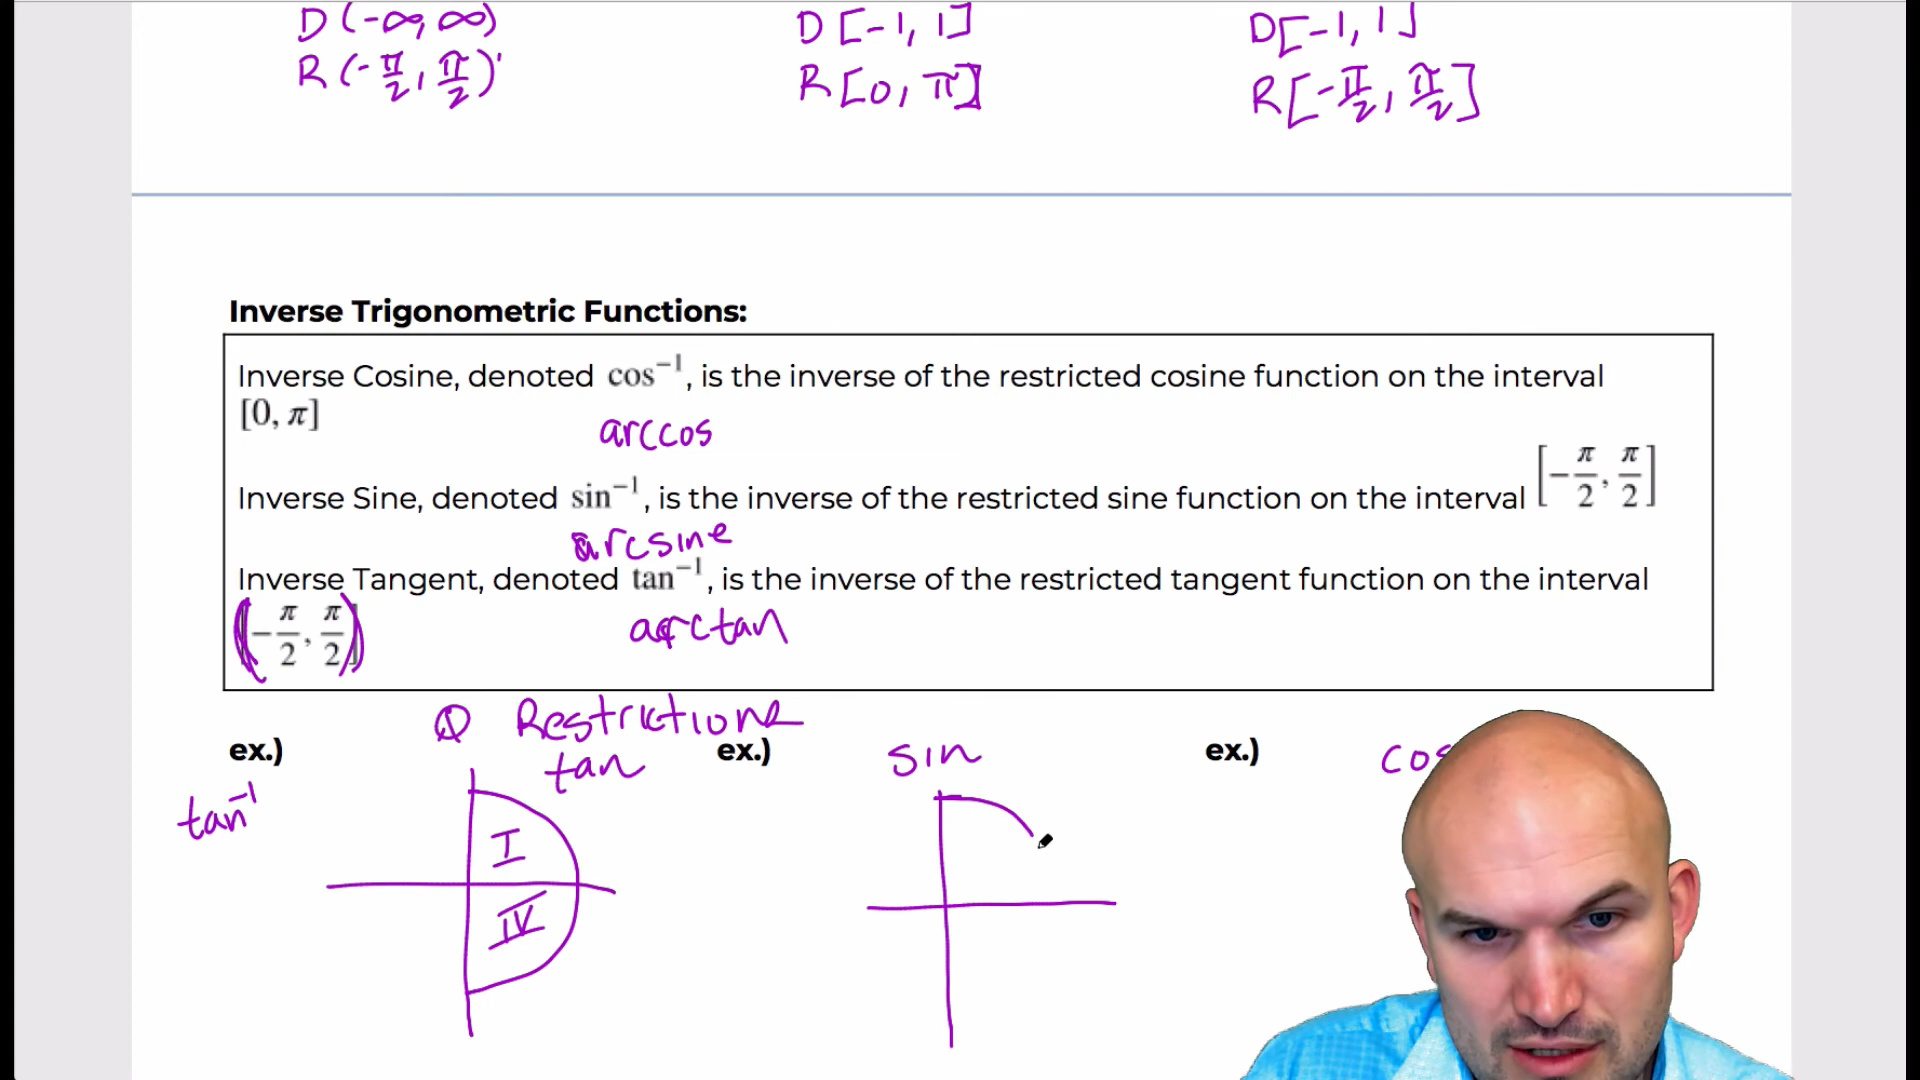 D (-∞, ∞) D [-1, 1] D[-1, 1]
R (-π/2, π/2) R [0, π] R[-π/2, π/2]
Inverse Trigonometric Functions:
Inverse Cosine, denoted cos⁻¹, is the inverse of the restricted cosine function on the interval
[0, π]
arccos
Inverse Sine, denoted sin⁻¹, is the inverse of the restricted sine function on the interval [-π/2, π/2]
arcsine
Inverse Tangent, denoted tan⁻¹, is the inverse of the restricted tangent function on the interval
(-π/2, π/2)
arctan
Restrictions
ex.) tan ex.) sin ex.) cos
tan⁻¹
I
IV